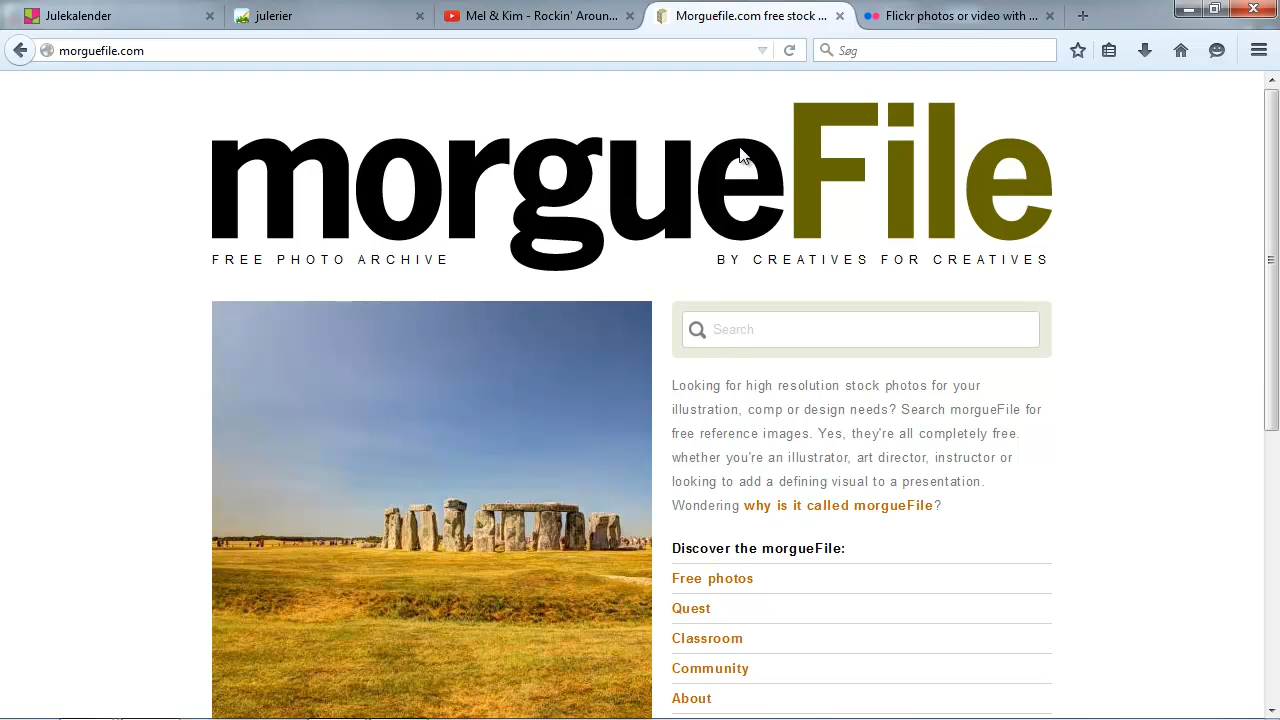 Julekalender
julerier
Mel & Kim - Rockin' Aroun...
Morguefile.com free stock ...
Flickr photos or video with ...
morguefile.com
Søg
morgueFile
FREE PHOTO ARCHIVE
BY CREATIVES FOR CREATIVES
Search
Looking for high resolution stock photos for your
illustration, comp or design needs? Search morgueFile for
free reference images. Yes, they're all completely free.
whether you're an illustrator, art director, instructor or
looking to add a defining visual to a presentation.
Wondering why is it called morgueFile?
Discover the morgueFile:
Free photos
Quest
Classroom
Community
About